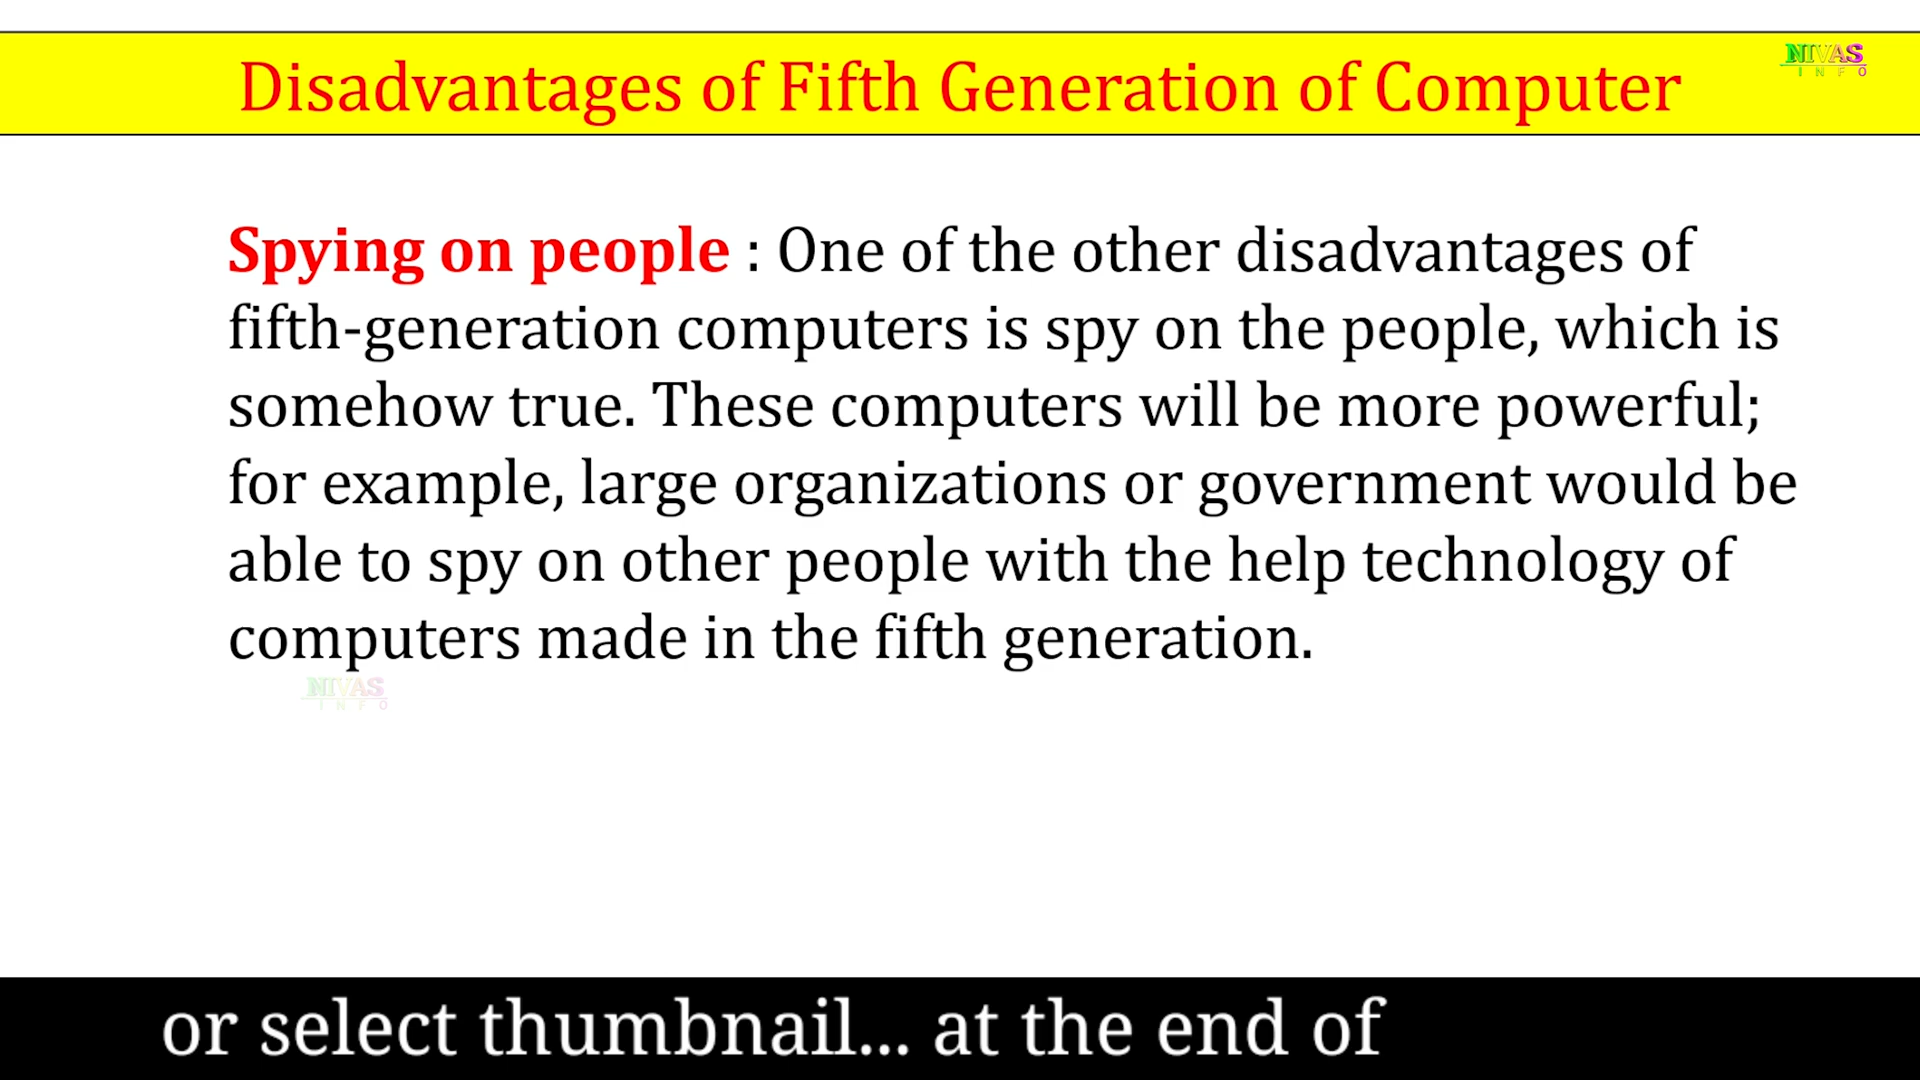 Disadvantages of Fifth Generation of Computer
NIVAS
INFO
Spying on people : One of the other disadvantages of
fifth-generation computers is spy on the people, which is
somehow true. These computers will be more powerful;
for example, large organizations or government would be
able to spy on other people with the help technology of
computers made in the fifth generation.
NIVAS
INFO
or select thumbnail... at the end of